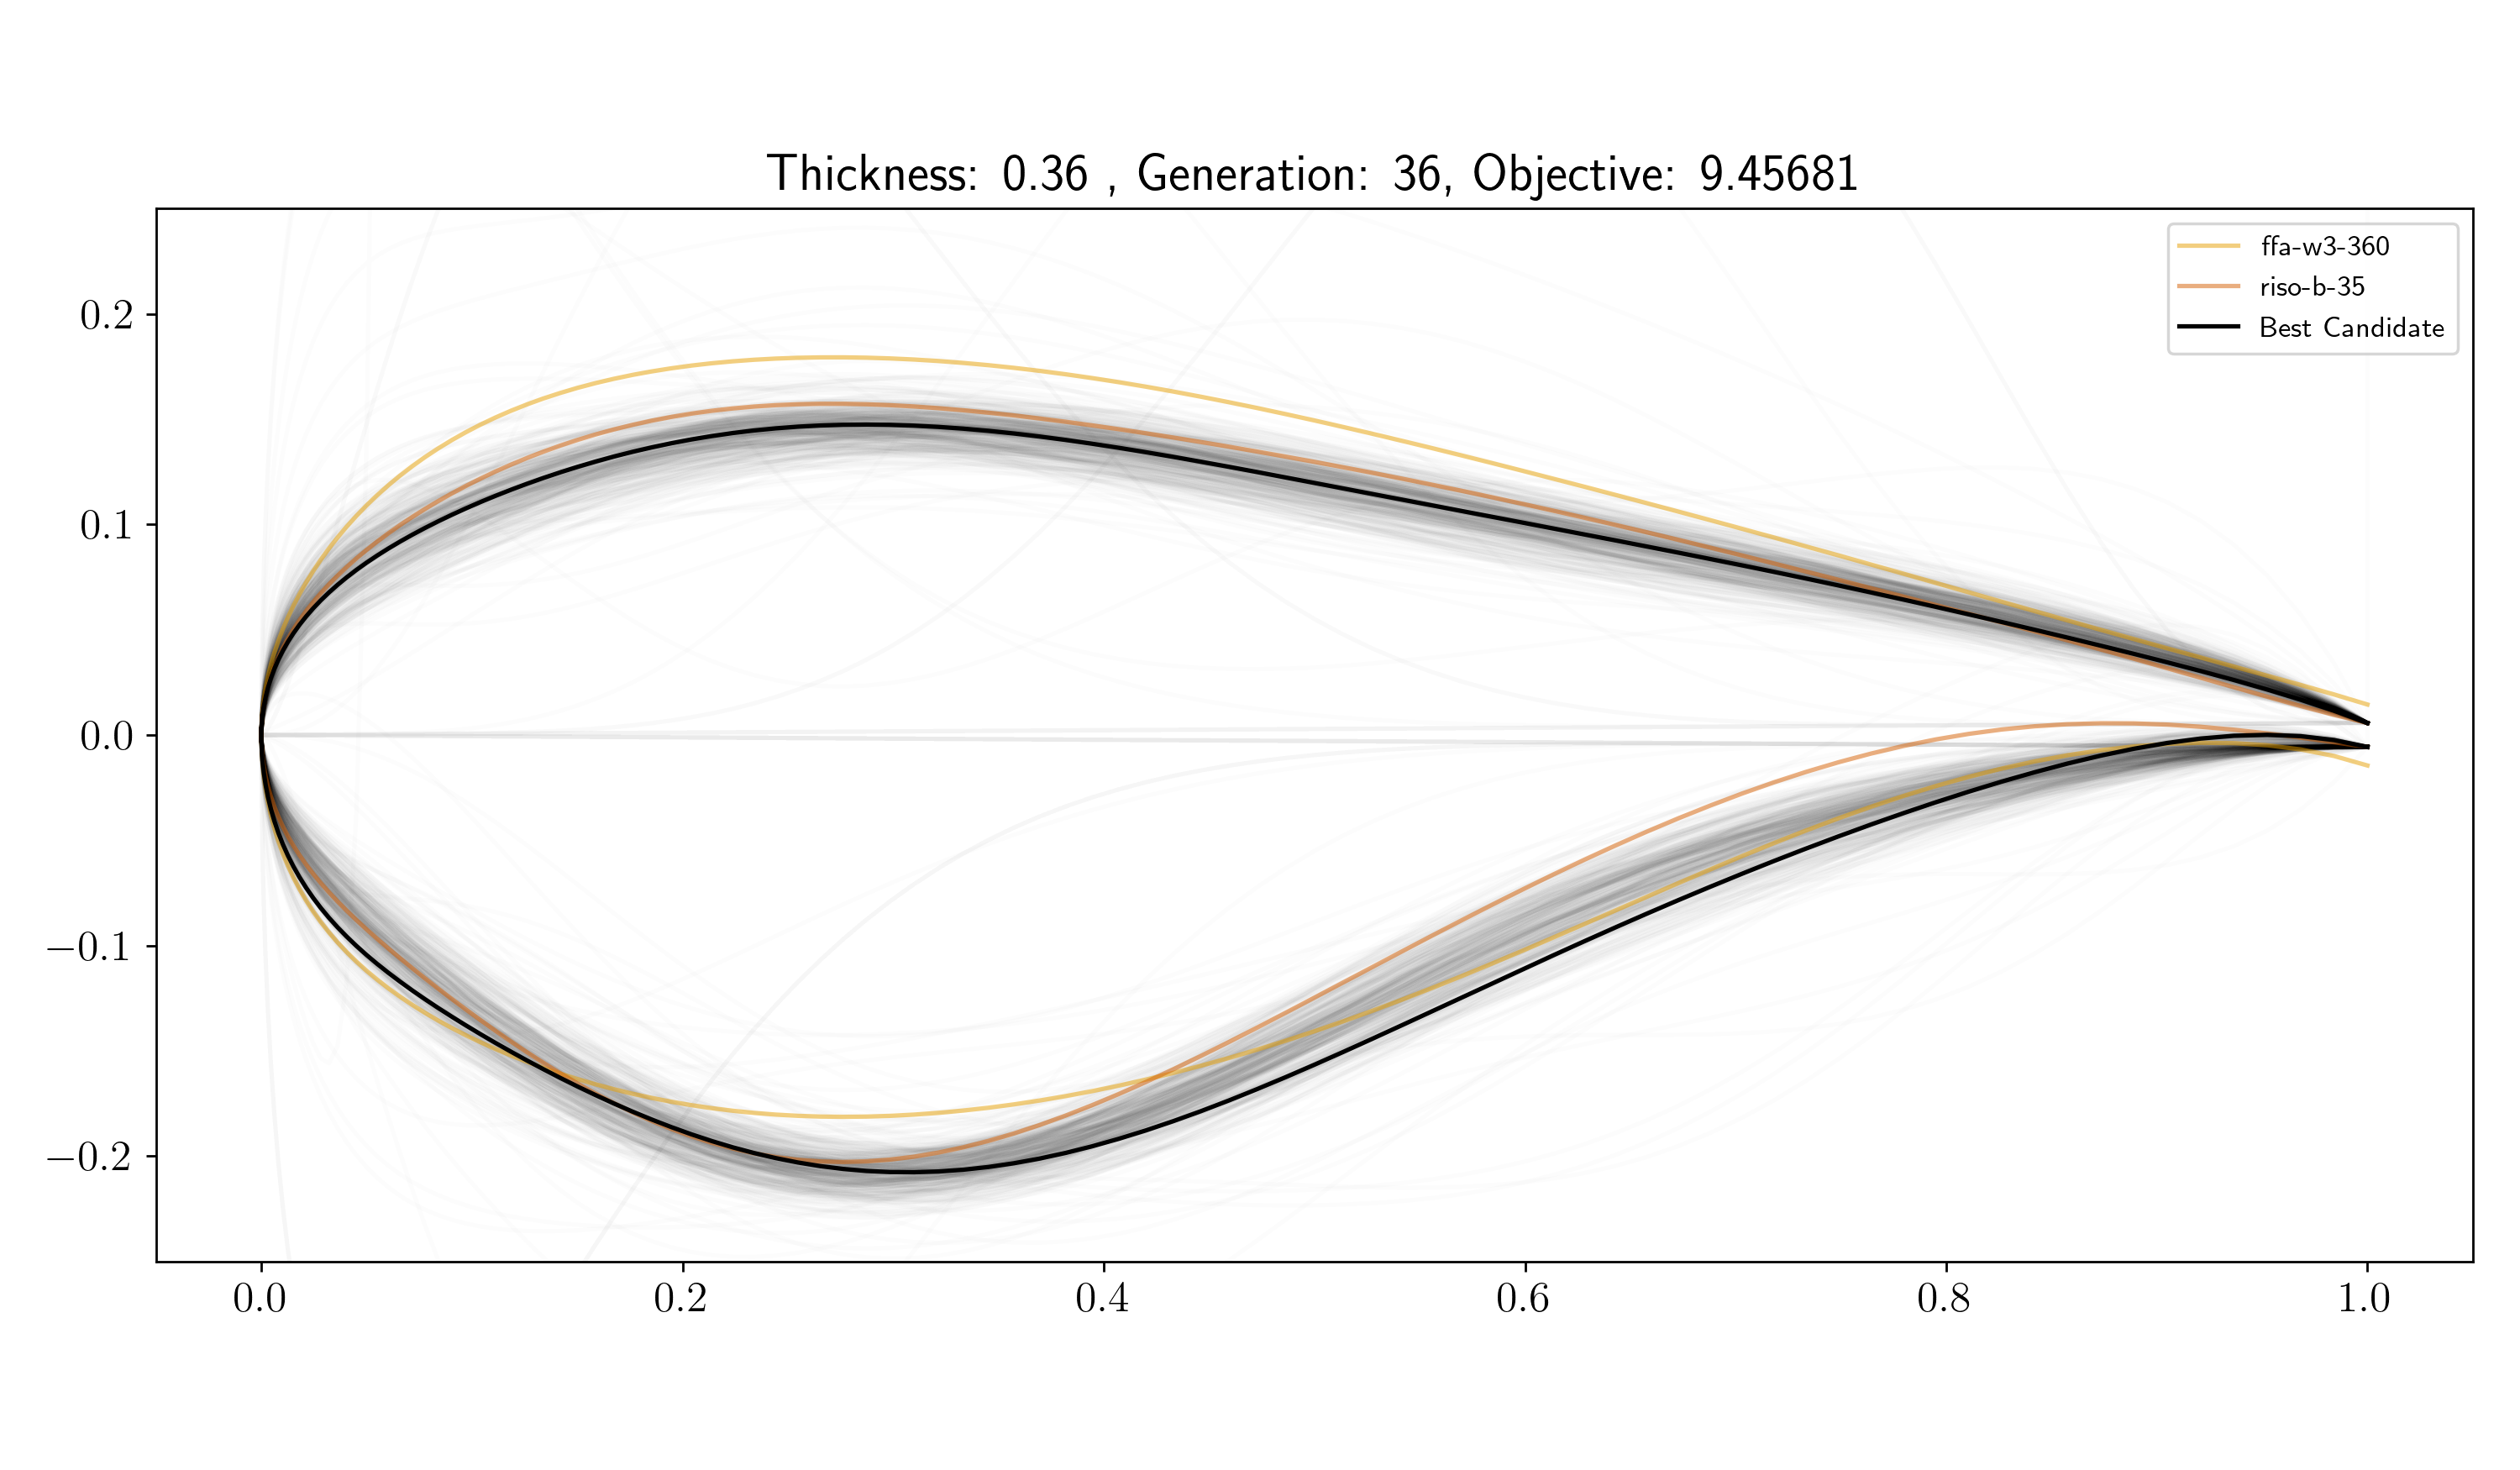 Thickness: 0.36 , Generation: 36, Objective: 9.45681
ffa-w3-360
riso-b-35
Best Candidate
0.2
0.1
0.0
−0.1
−0.2
0.0 0.2 0.4 0.6 0.8 1.0